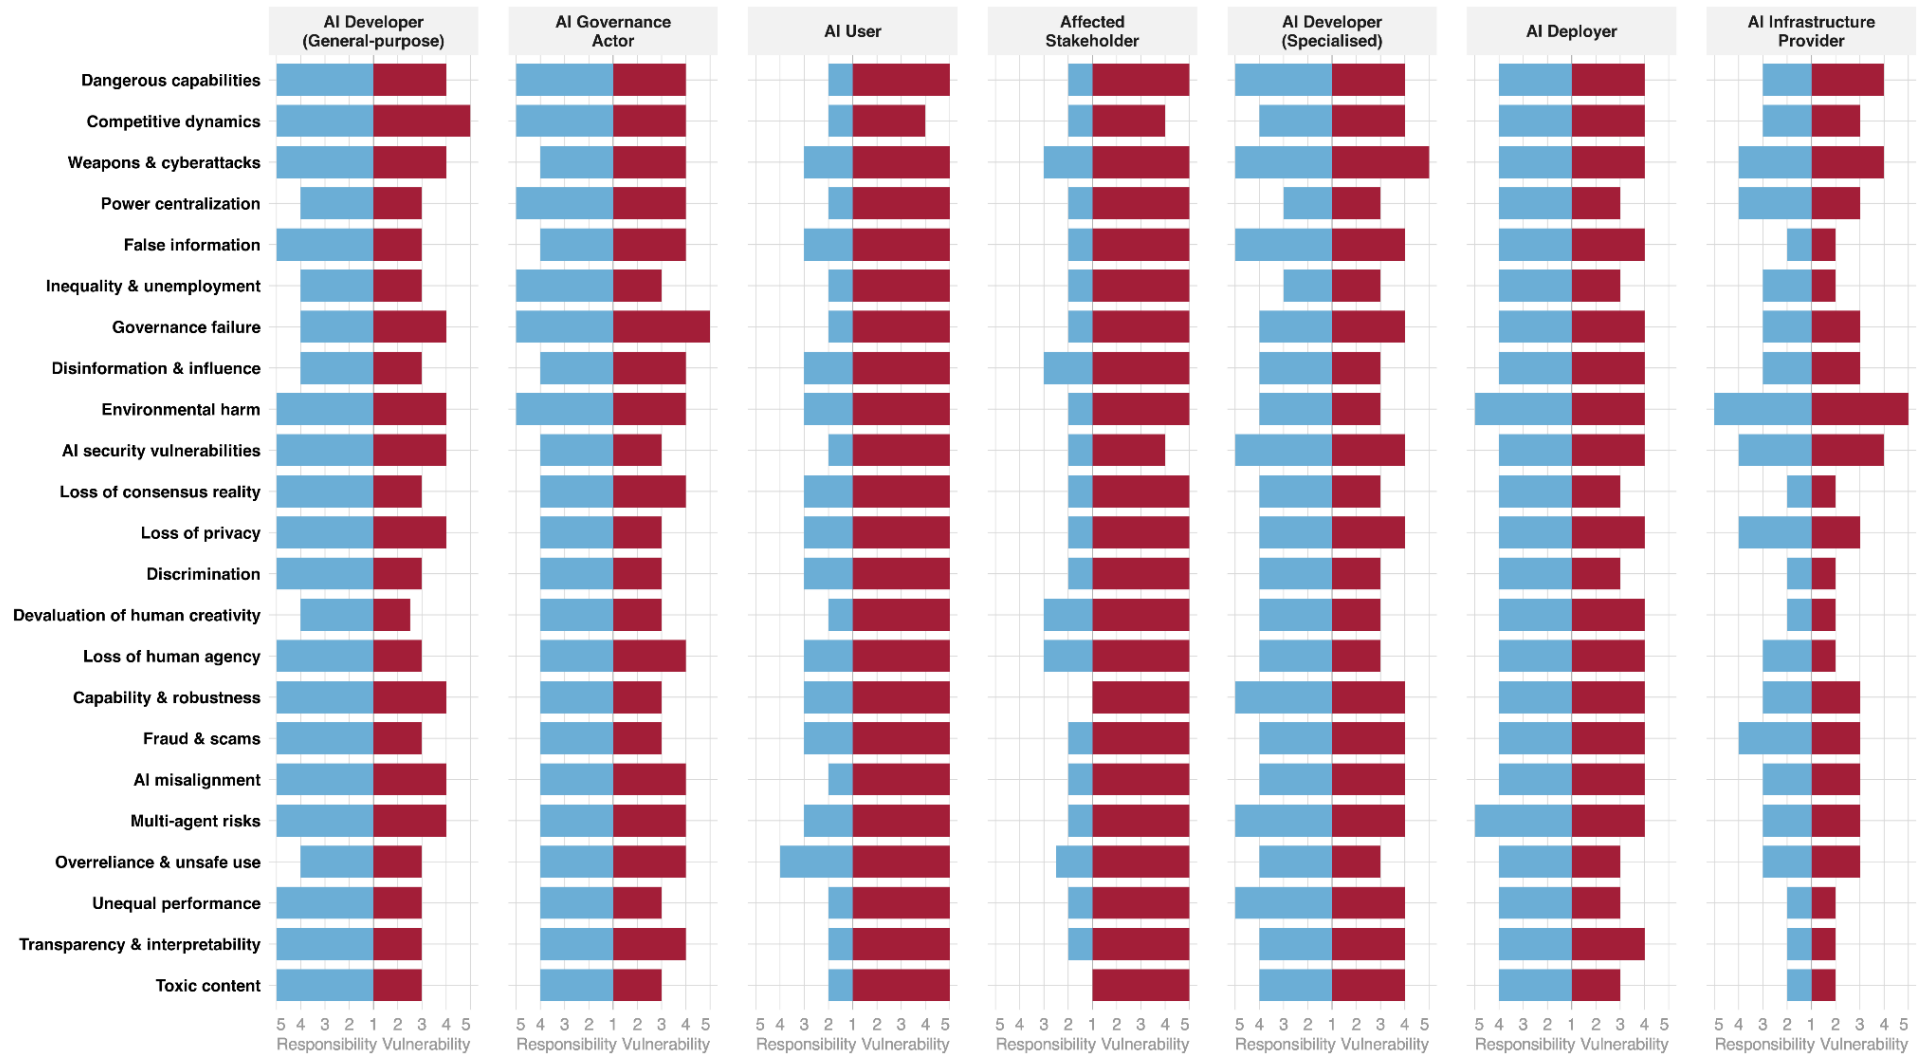 AI Developer
(General-purpose)
AI Governance
Actor
AI User
Affected
Stakeholder
AI Developer
(Specialised)
AI Deployer
AI Infrastructure
Provider
Dangerous capabilities
Competitive dynamics
Weapons & cyberattacks
Power centralization
False information
Inequality & unemployment
Governance failure
Disinformation & influence
Environmental harm
AI security vulnerabilities
Loss of consensus reality
Loss of privacy
Discrimination
Devaluation of human creativity
Loss of human agency
Capability & robustness
Fraud & scams
AI misalignment
Multi-agent risks
Overreliance & unsafe use
Unequal performance
Transparency & interpretability
Toxic content
5 4 3 2 1 2 3 4 5
5 4 3 2 1 2 3 4 5
5 4 3 2 1 2 3 4 5
5 4 3 2 1 2 3 4 5
5 4 3 2 1 2 3 4 5
5 4 3 2 1 2 3 4 5
5 4 3 2 1 2 3 4 5
Responsibility Vulnerability
Responsibility Vulnerability
Responsibility Vulnerability
Responsibility Vulnerability
Responsibility Vulnerability
Responsibility Vulnerability
Responsibility Vulnerability